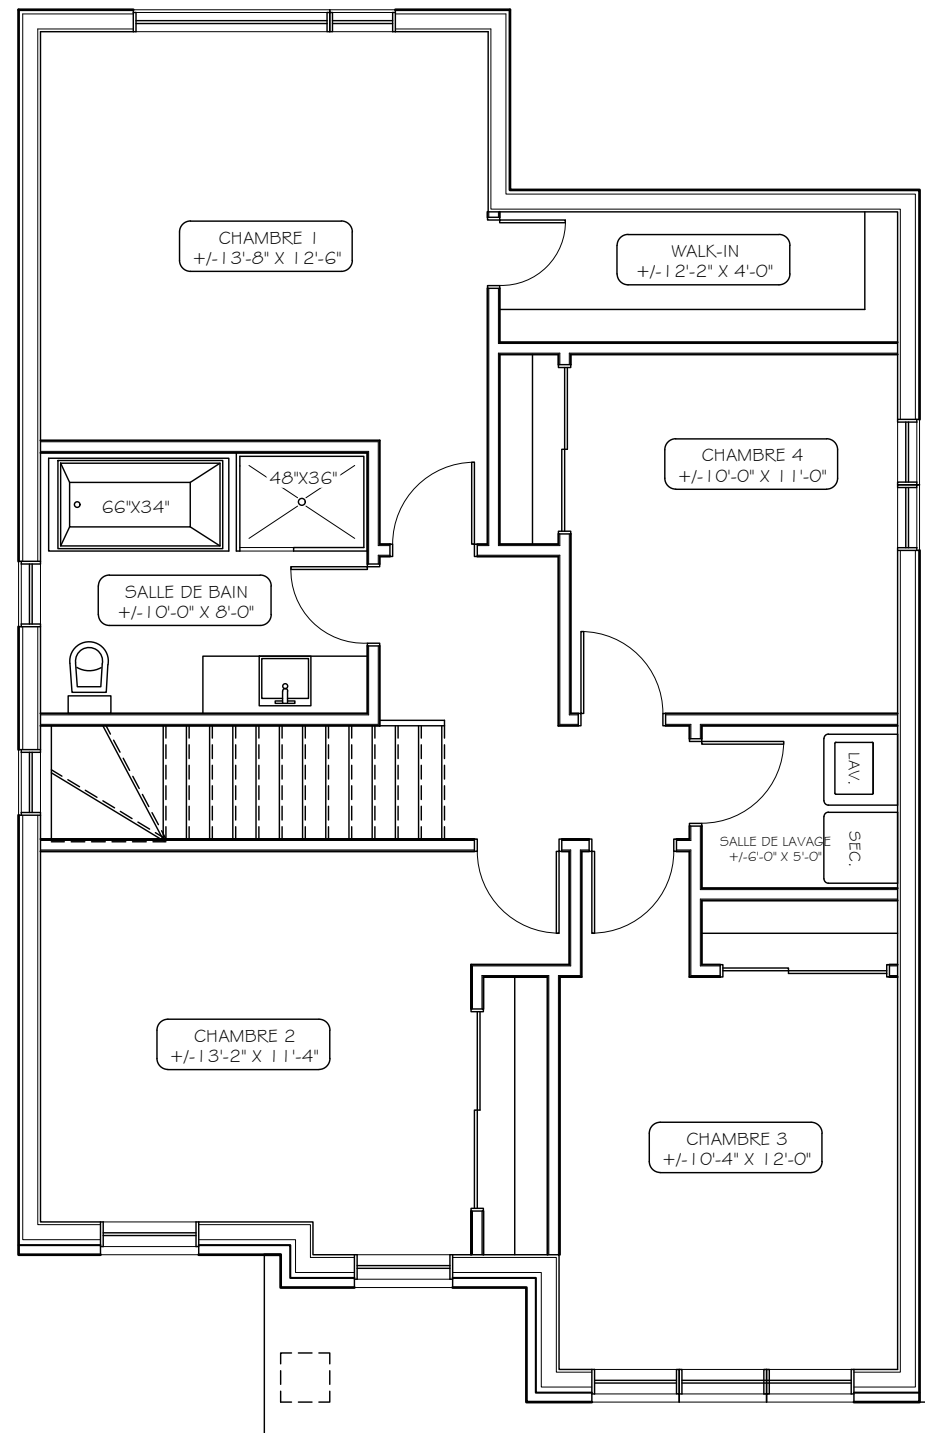 CHAMBRE 1
+/-13'-8" X 12'-6"
WALK-IN
+/-12'-2" X 4'-0"
CHAMBRE 4
+/-10'-0" X 11'-0"
48"X36"
66"X34"
SALLE DE BAIN
+/-10'-0" X 8'-0"
LAV.
SALLE DE LAVAGE
+/-6'-0" X 5'-0"
SEC.
CHAMBRE 2
+/-13'-2" X 11'-4"
CHAMBRE 3
+/-10'-4" X 12'-0"